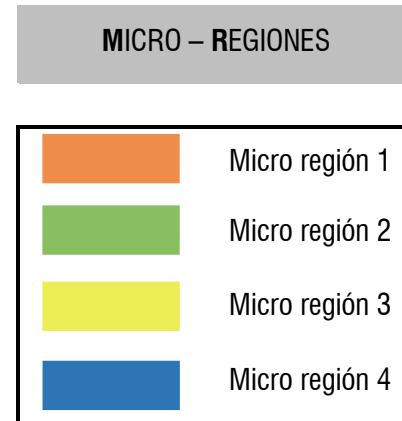 MICRO – REGIONES
Micro región 1
Micro región 2
Micro región 3
Micro región 4